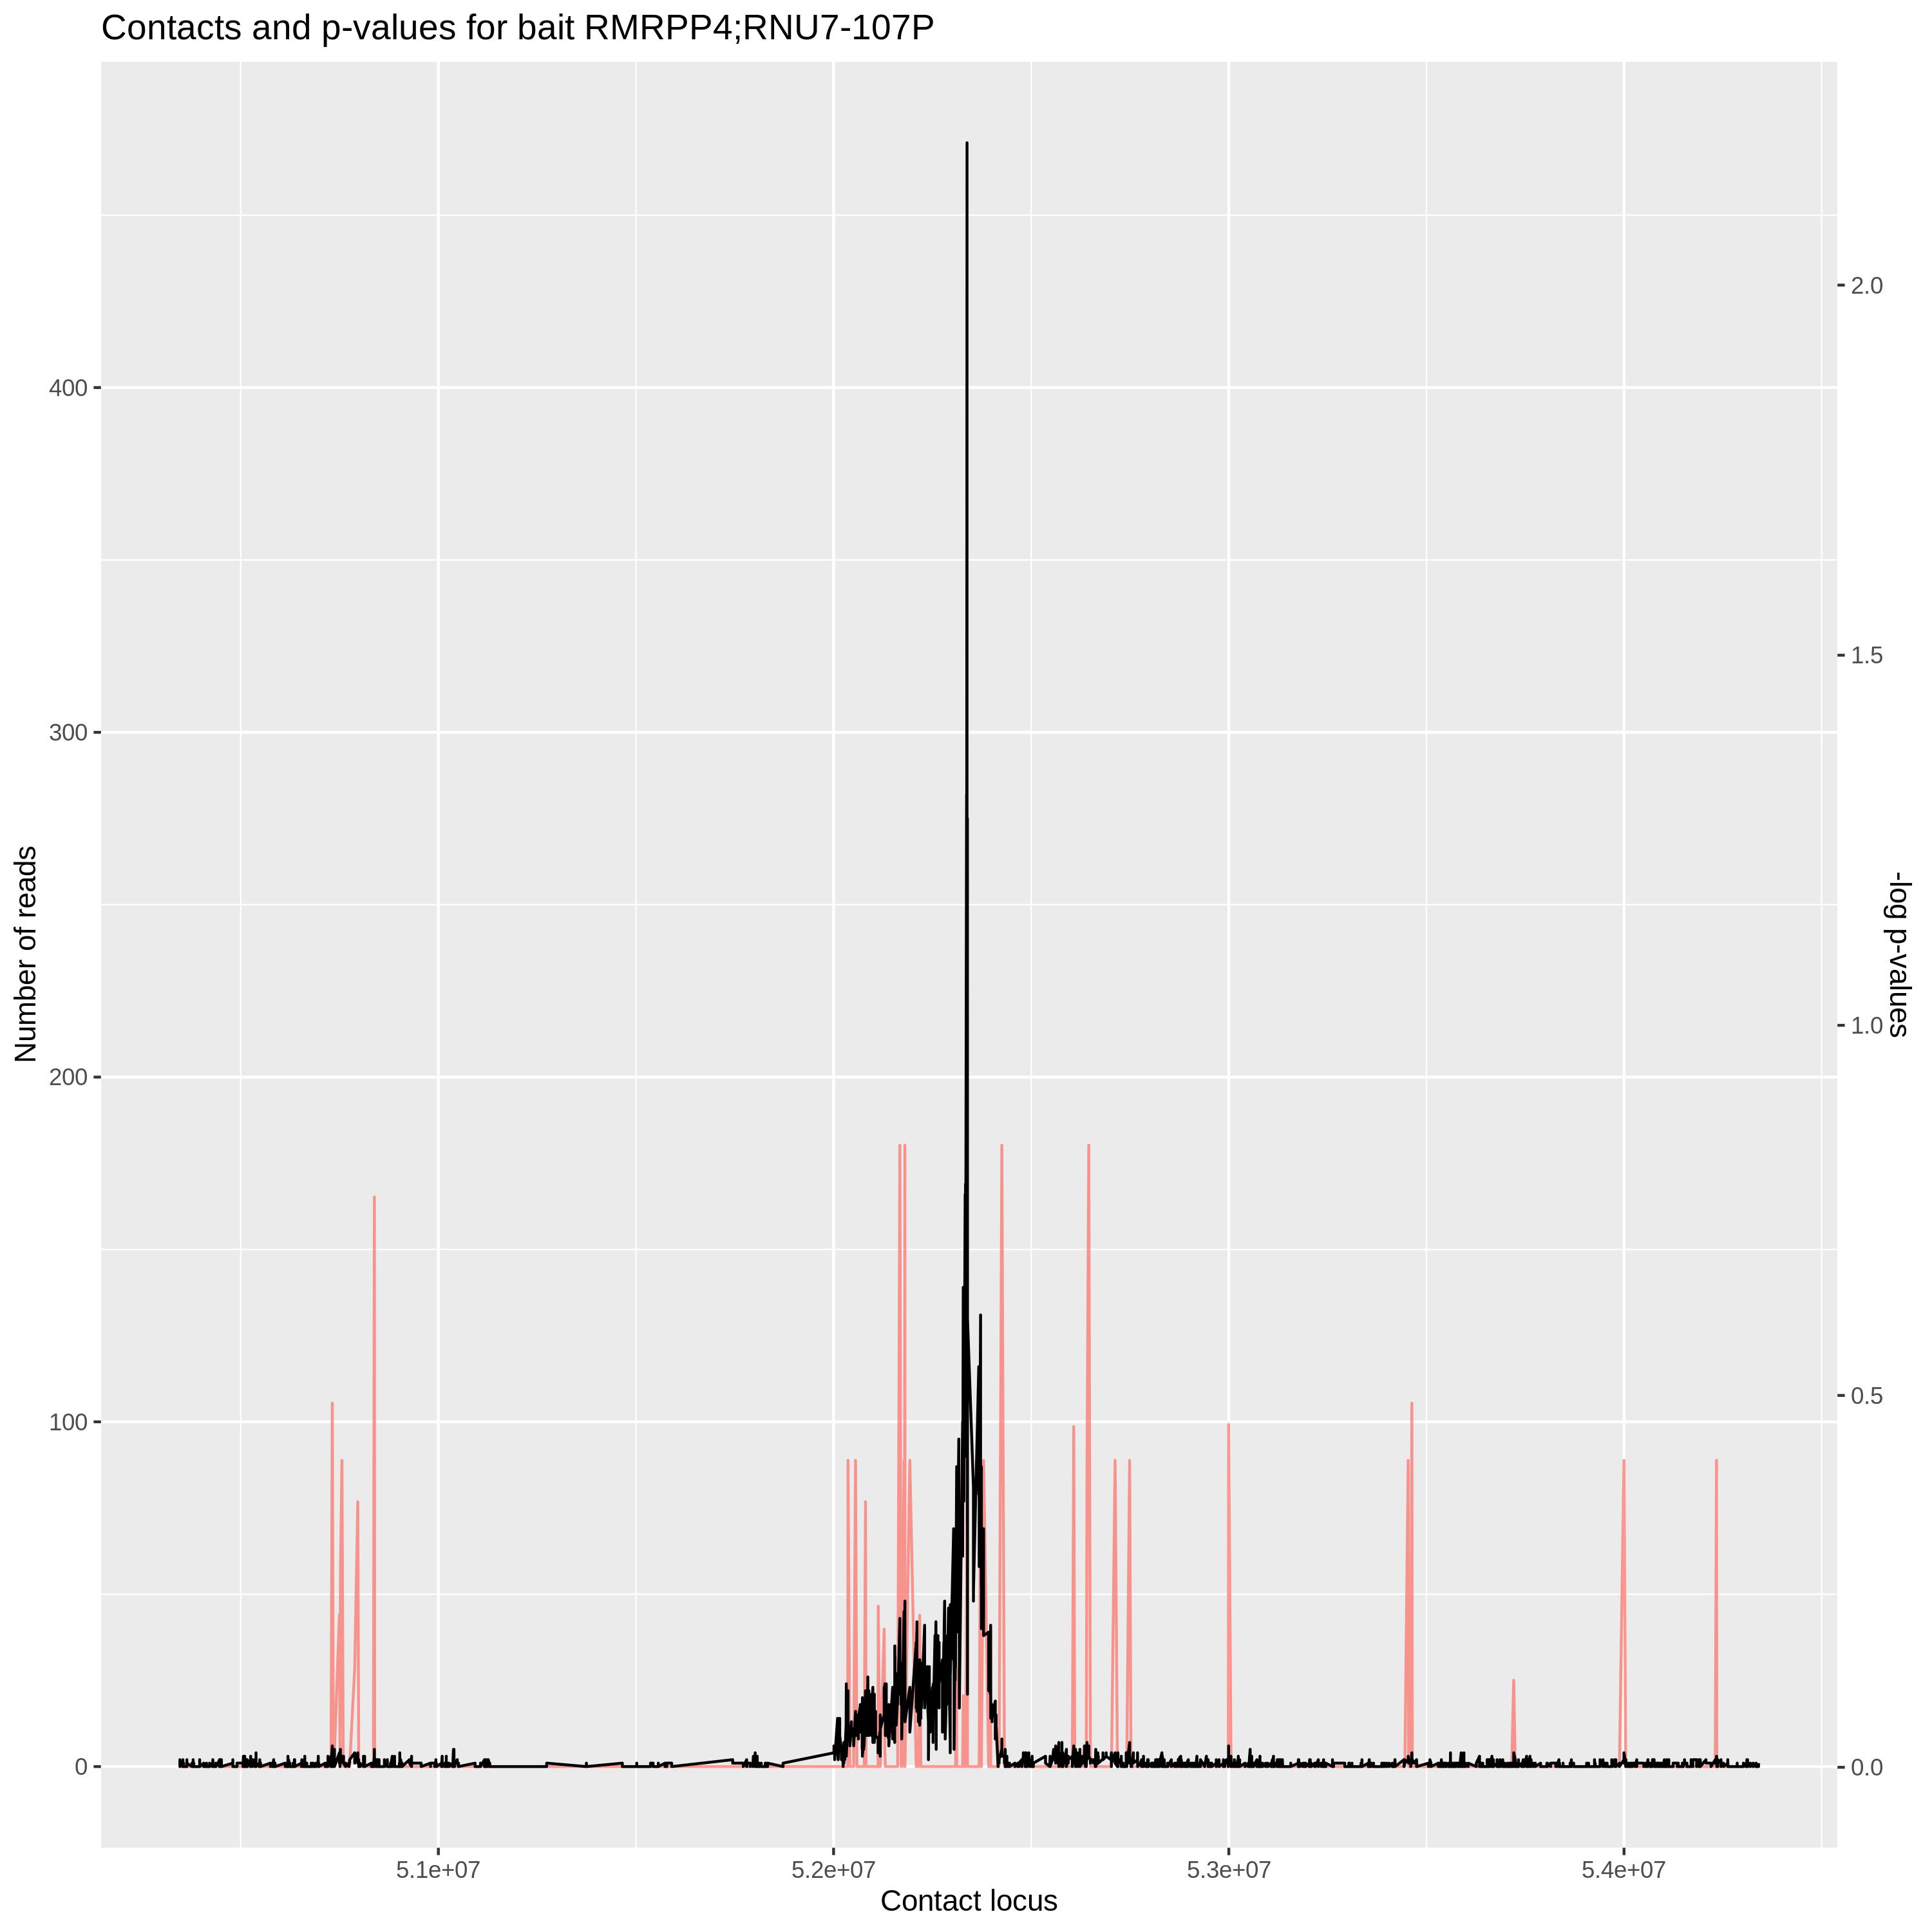 Contacts and p-values for bait RMRPP4;RNU7-107P
Number of reads
400
300
200
100
0
2.0
1.5
1.0
0.5
0.0
-log p-values
5.1e+07
5.2e+07
5.3e+07
5.4e+07
Contact locus